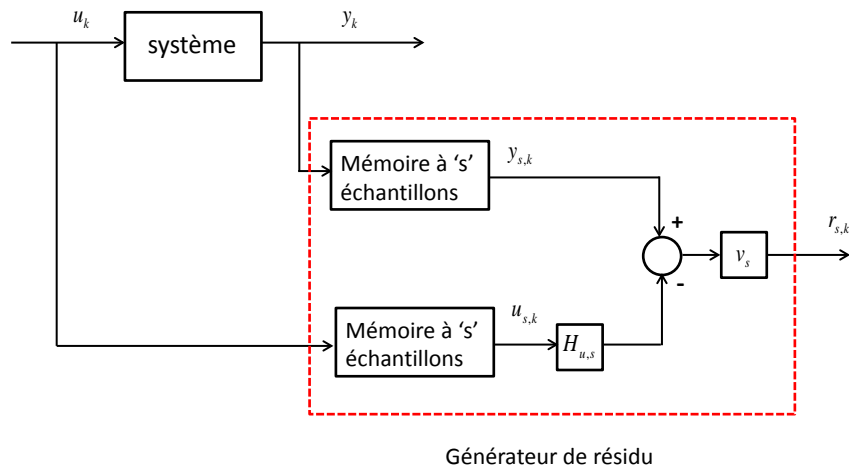 u_k
système
y_k
Mémoire à ‘s’
échantillons
y_{s,k}
+
-
v_s
r_{s,k}
Mémoire à ‘s’
échantillons
u_{s,k}
H_{u,s}
Générateur de résidu